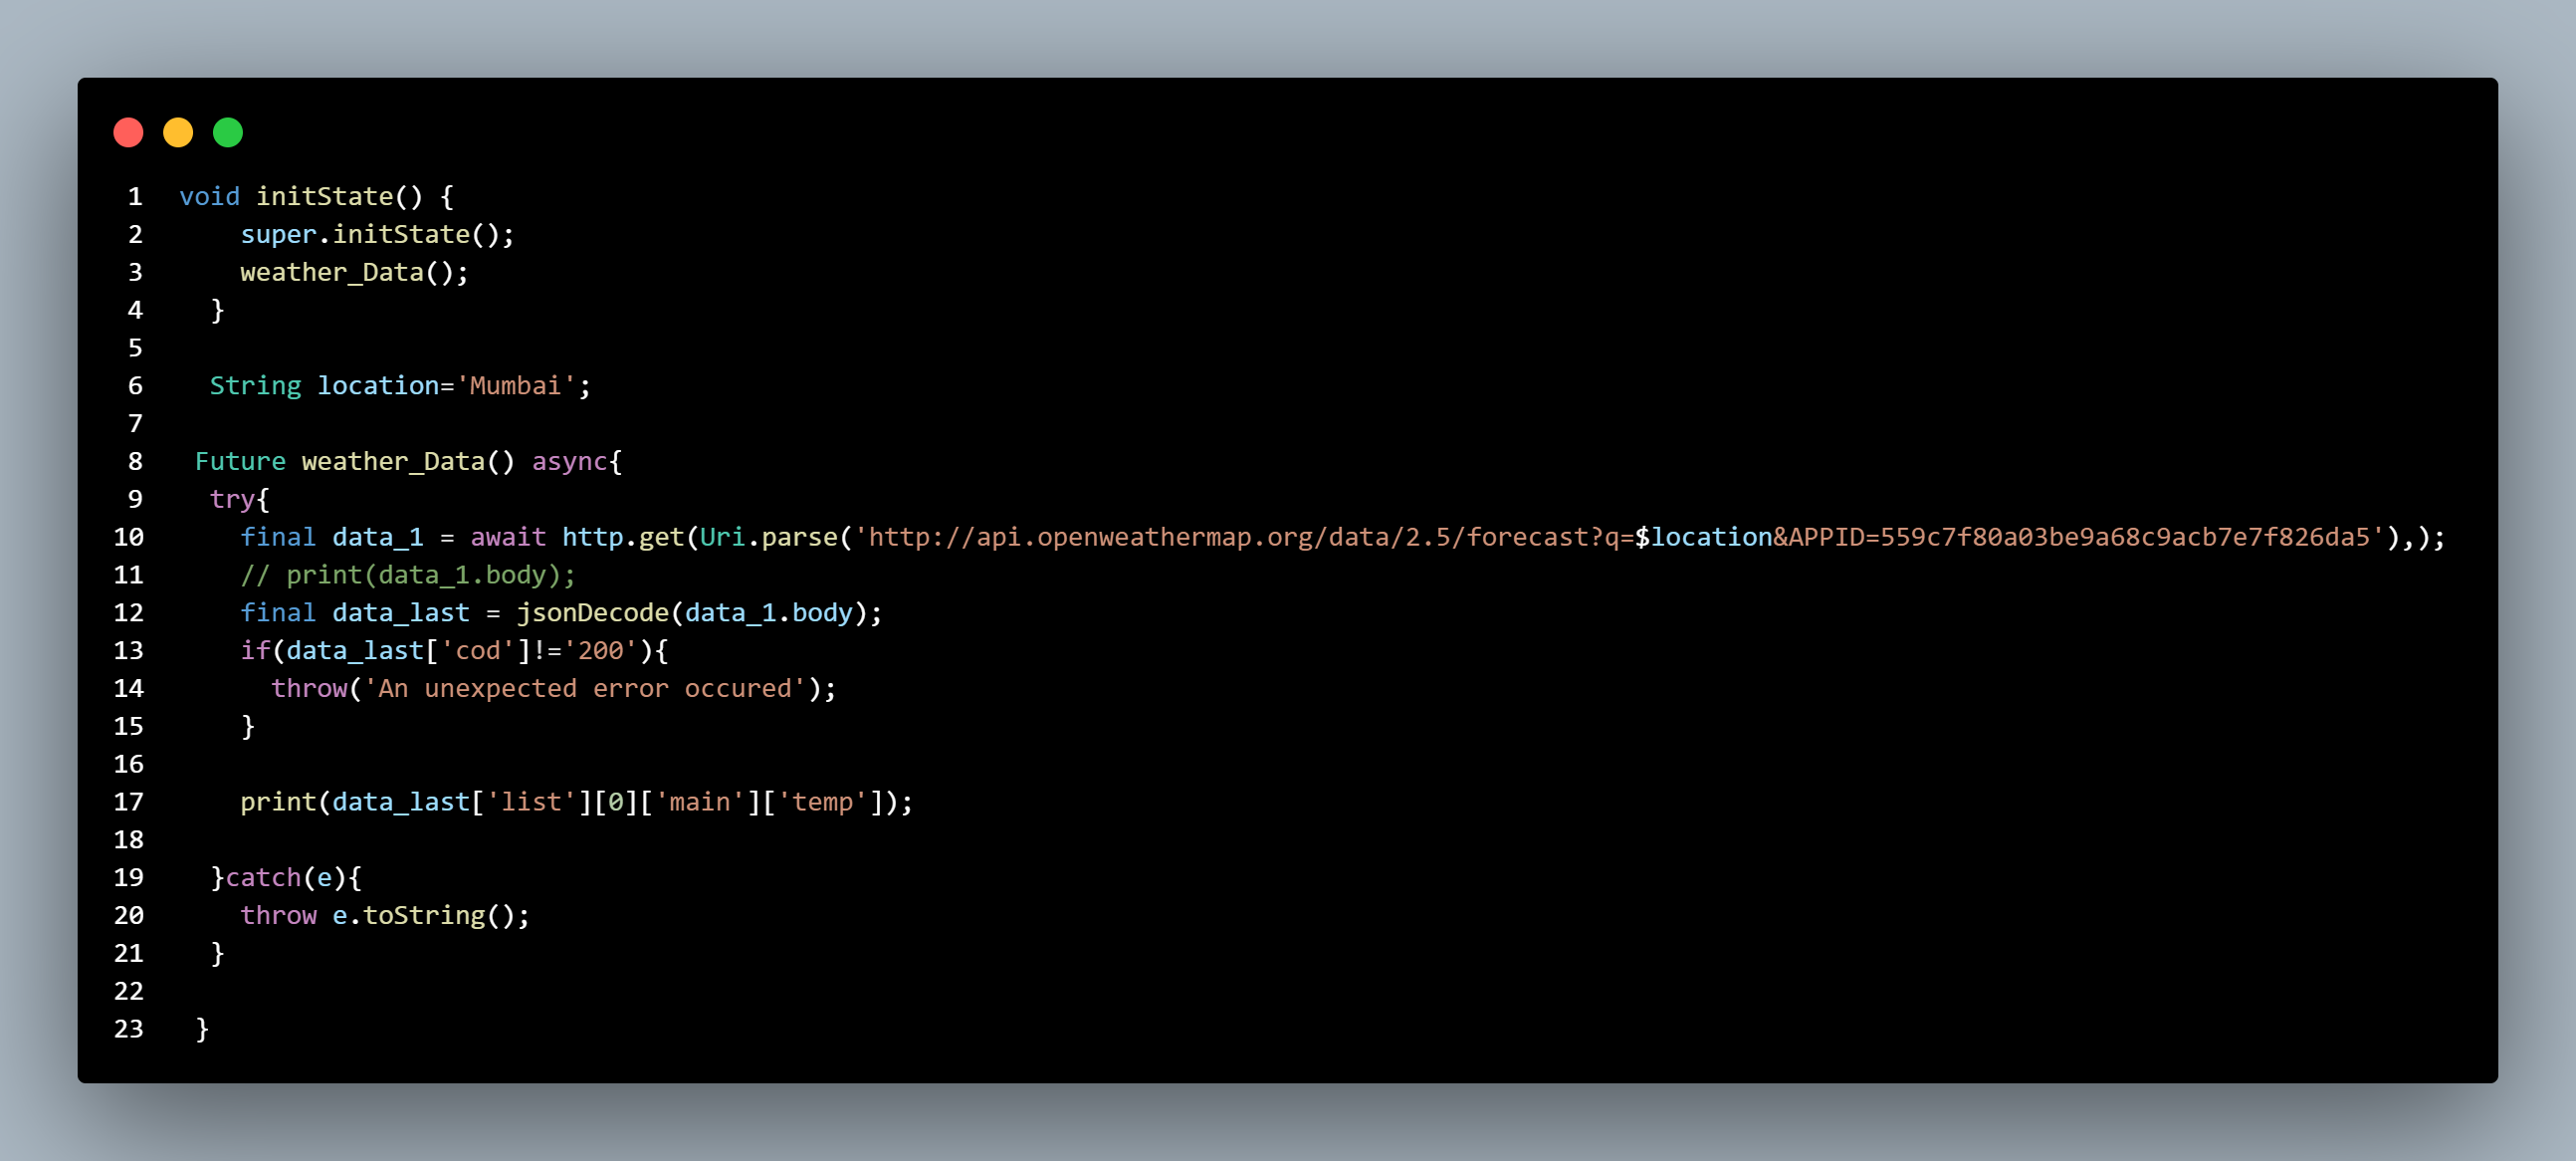 1 void initState() {
2 super.initState();
3 weather_Data();
4 }
5
6 String location='Mumbai';
7
8 Future weather_Data() async{
9 try{
10 final data_1 = await http.get(Uri.parse('http://api.openweathermap.org/data/2.5/forecast?q=$location&APPID=559c7f80a03be9a68c9acb7e7f826da5'),);
11 // print(data_1.body);
12 final data_last = jsonDecode(data_1.body);
13 if(data_last['cod']!='200'){
14 throw('An unexpected error occured');
15 }
16
17 print(data_last['list'][0]['main']['temp']);
18
19 }catch(e){
20 throw e.toString();
21 }
22
23 }